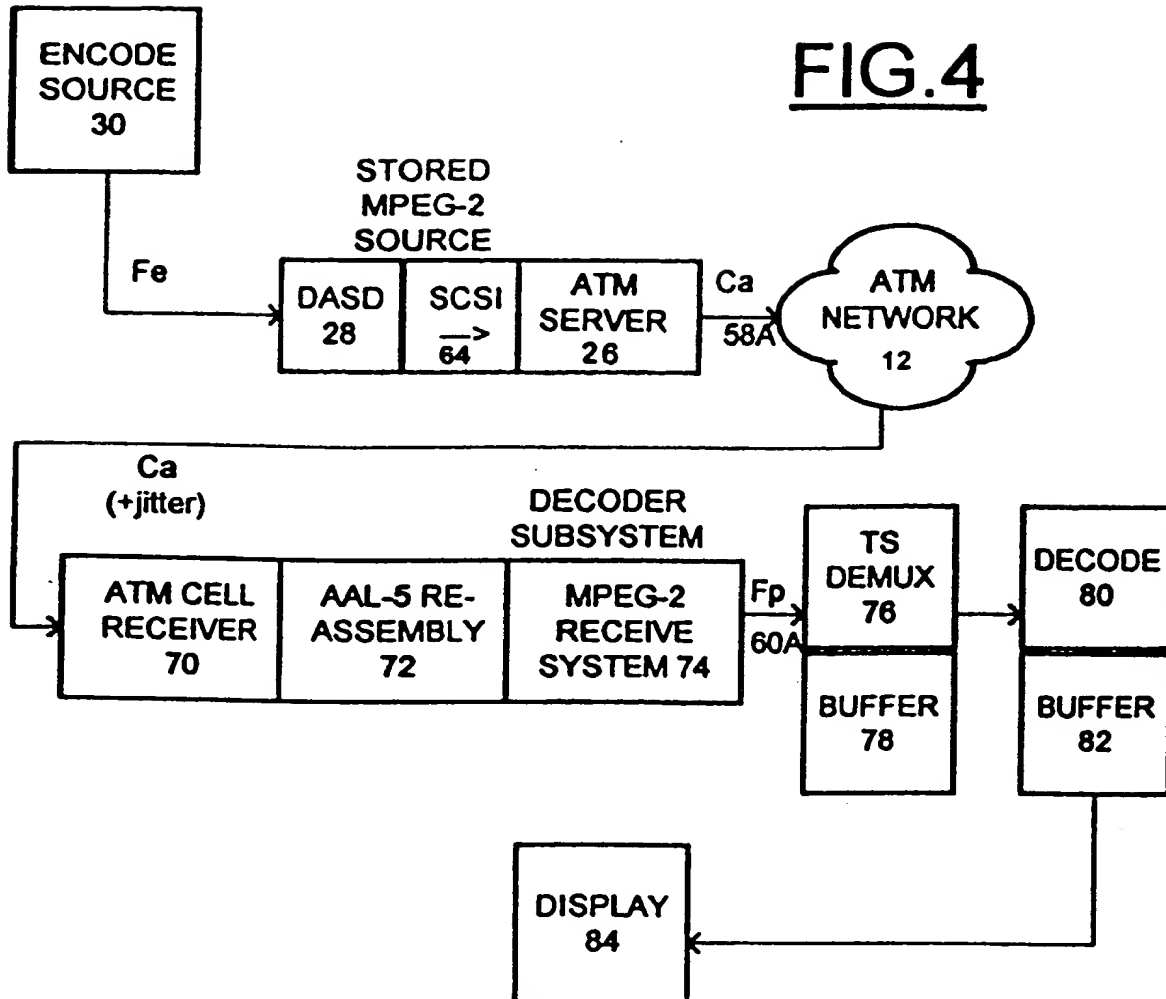 FIG.4
ENCODE
SOURCE
30
Fe
STORED
MPEG-2
SOURCE
DASD
28
SCSI
64
ATM
SERVER
26
Ca
58A
ATM
NETWORK
12
Ca
(+jitter)
DECODER
SUBSYSTEM
ATM CELL
RECEIVER
70
AAL-5 RE-
ASSEMBLY
72
MPEG-2
RECEIVE
SYSTEM 74
Fp
60A
TS
DEMUX
76
BUFFER
78
DECODE
80
BUFFER
82
DISPLAY
84